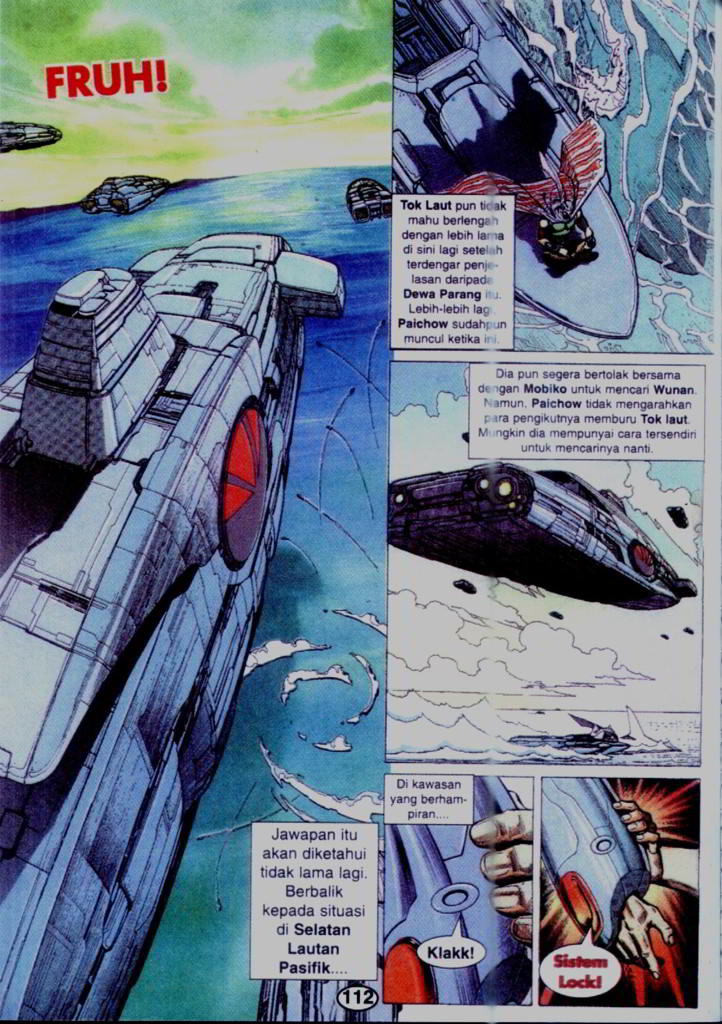 FRUH!
Tok Laut pun tidak
mahu berlengah
dengan lebih lama
di sini lagi setelah
terdengar penje-
lasan daripada
Dewa Parang itu.
Lebih-lebih lagi,
Paichow sudahpun
muncul ketika ini.
Dia pun segera bertolak bersama
dengan Mobiko untuk mencari Wunan.
Namun, Paichow tidak mengarahkan
para pengikutnya memburu Tok laut.
Mungkin dia mempunyai cara tersendiri
untuk mencarinya nanti.
Jawapan itu
akan diketahui
tidak lama lagi.
Berbalik
kepada situasi
di Selatan
Lautan
Pasifik....
Di kawasan
yang berham-
piran....
Klakk!
Sistem
Lock!
112